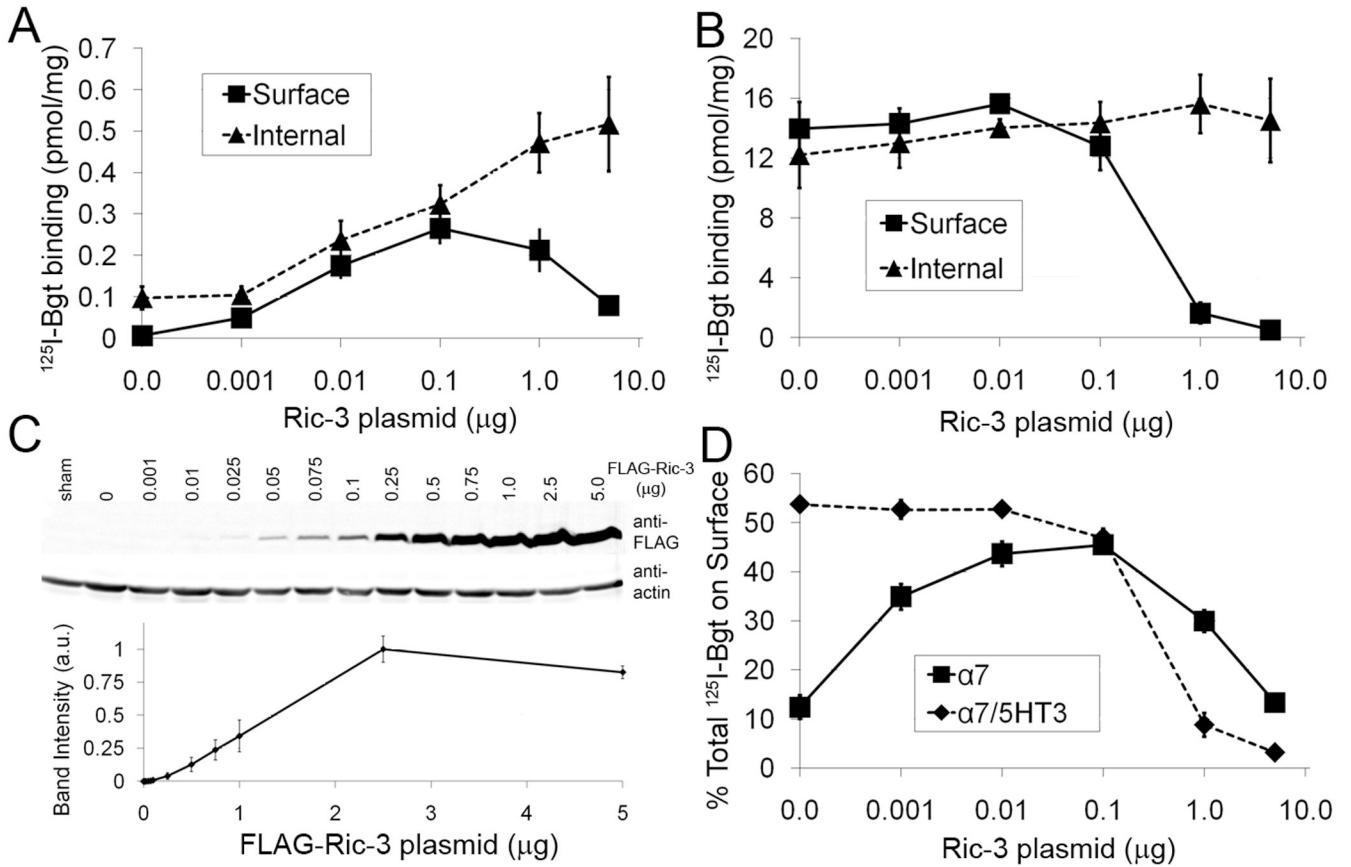 A
¹²⁵I-Bgt binding (pmol/mg)
0.7
0.6
0.5
0.4
0.3
0.2
0.1
0
Surface
Internal
0.0 0.001 0.01 0.1 1.0 10.0
Ric-3 plasmid (µg)
B
¹²⁵I-Bgt binding (pmol/mg)
20
16
12
8
4
0
Surface
Internal
0.0 0.001 0.01 0.1 1.0 10.0
Ric-3 plasmid (µg)
C
sham 0 0.001 0.01 0.025 0.05 0.075 0.1 0.25 0.5 0.75 1.0 2.5 5.0
FLAG-Ric-3
(µg)
anti-
FLAG
anti-
actin
Band Intensity (a.u.)
1
0.75
0.5
0.25
0
0 1 2 3 4 5
FLAG-Ric-3 plasmid (µg)
D
% Total ¹²⁵I-Bgt on Surface
60
50
40
30
20
10
0
α7
α7/5HT3
0.0 0.001 0.01 0.1 1.0 10.0
Ric-3 plasmid (µg)